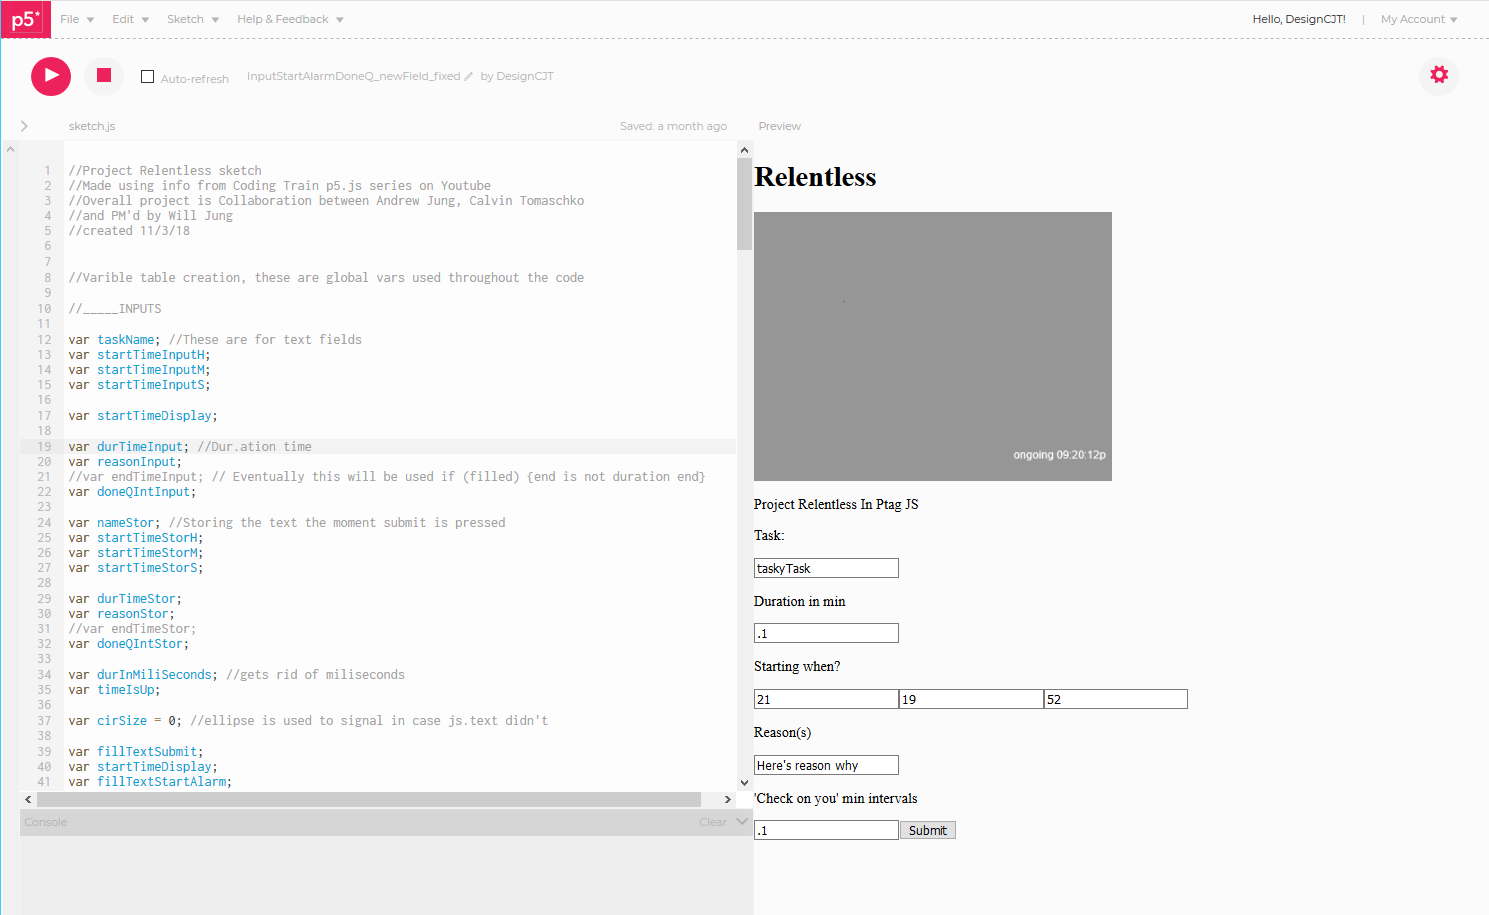 p5* File Edit Sketch Help & Feedback Hello, DesignCJT! | My Account
Auto-refresh InputStartAlarmDoneQ_newField_fixed by DesignCJT
sketch.js Saved: a month ago Preview
1 //Project Relentless sketch
2 //Made using info from Coding Train p5.js series on Youtube
3 //Overall project is Collaboration between Andrew Jung, Calvin Tomaschko
4 //and PM'd by Will Jung
5 //created 11/3/18
6
7
8 //Varible table creation, these are global vars used throughout the code
9
10 //_____INPUTS
11
12 var taskName; //These are for text fields
13 var startTimeInputH;
14 var startTimeInputM;
15 var startTimeInputS;
16
17 var startTimeDisplay;
18
19 var durTimeInput; //Dur.ation time
20 var reasonInput;
21 //var endTimeInput; // Eventually this will be used if (filled) {end is not duration end}
22 var doneQIntInput;
23
24 var nameStor; //Storing the text the moment submit is pressed
25 var startTimeStorH;
26 var startTimeStorM;
27 var startTimeStorS;
28
29 var durTimeStor;
30 var reasonStor;
31 //var endTimeStor;
32 var doneQIntStor;
33
34 var durInMiliSeconds; //gets rid of miliseconds
35 var timeIsUp;
36
37 var cirSize = 0; //ellipse is used to signal in case js.text didn't
38
39 var fillTextSubmit;
40 var startTimeDisplay;
41 var fillTextStartAlarm;
Console Clear
Relentless
ongoing 09:20:12p
Project Relentless In Ptag JS
Task:
taskyTask
Duration in min
.1
Starting when?
21 19 52
Reason(s)
Here's reason why
'Check on you' min intervals
.1 Submit